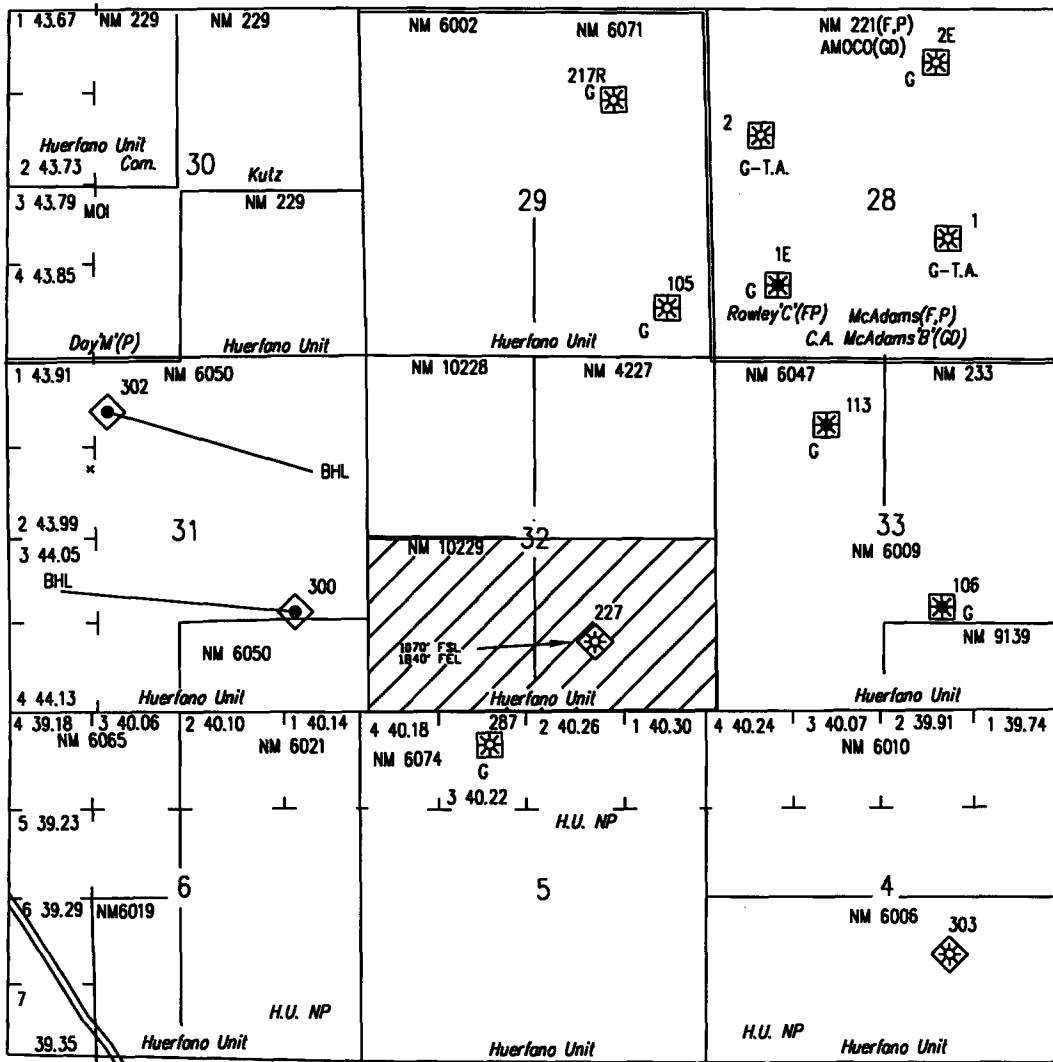 1 43.67 NM 229 NM 229
Huerfano Unit
2 43.73 Com.
30
Kutz
3 43.79 MOI
NM 229
4 43.85
Day'M'(P)
Huerfano Unit
NM 6002 NM 6071
217R
G
29
105
G
Huerfano Unit
NM 221(F,P)
AMOCO(GD)
2E
G
2
G-T.A.
28
1
G-T.A.
1E
G
Rowley'C'(FP)
McAdams(F,P)
C.A. McAdams'B'(GD)
1 43.91 NM 6050
302
BHL
2 43.99
31
3 44.05
BHL
300
NM 6050
4 44.13
Huerfano Unit
NM 10228 NM 4227
32
NM 10229
227
1070' FSL
1840' FEL
Huerfano Unit
NM 6047 NM 233
113
G
33
NM 6009
106
G
NM 9139
Huerfano Unit
4 39.18 3 40.06 2 40.10 1 40.14
NM 6065
NM 6021
5 39.23
6
6 39.29 NM6019
7
H.U. NP
39.35
Huerfano Unit
4 40.18 287 2 40.26 1 40.30
NM 6074
G
3 40.22
H.U. NP
5
Huerfano Unit
4 40.24 3 40.07 2 39.91 1 39.74
NM 6010
4
NM 6006
303
H.U. NP
Huerfano Unit